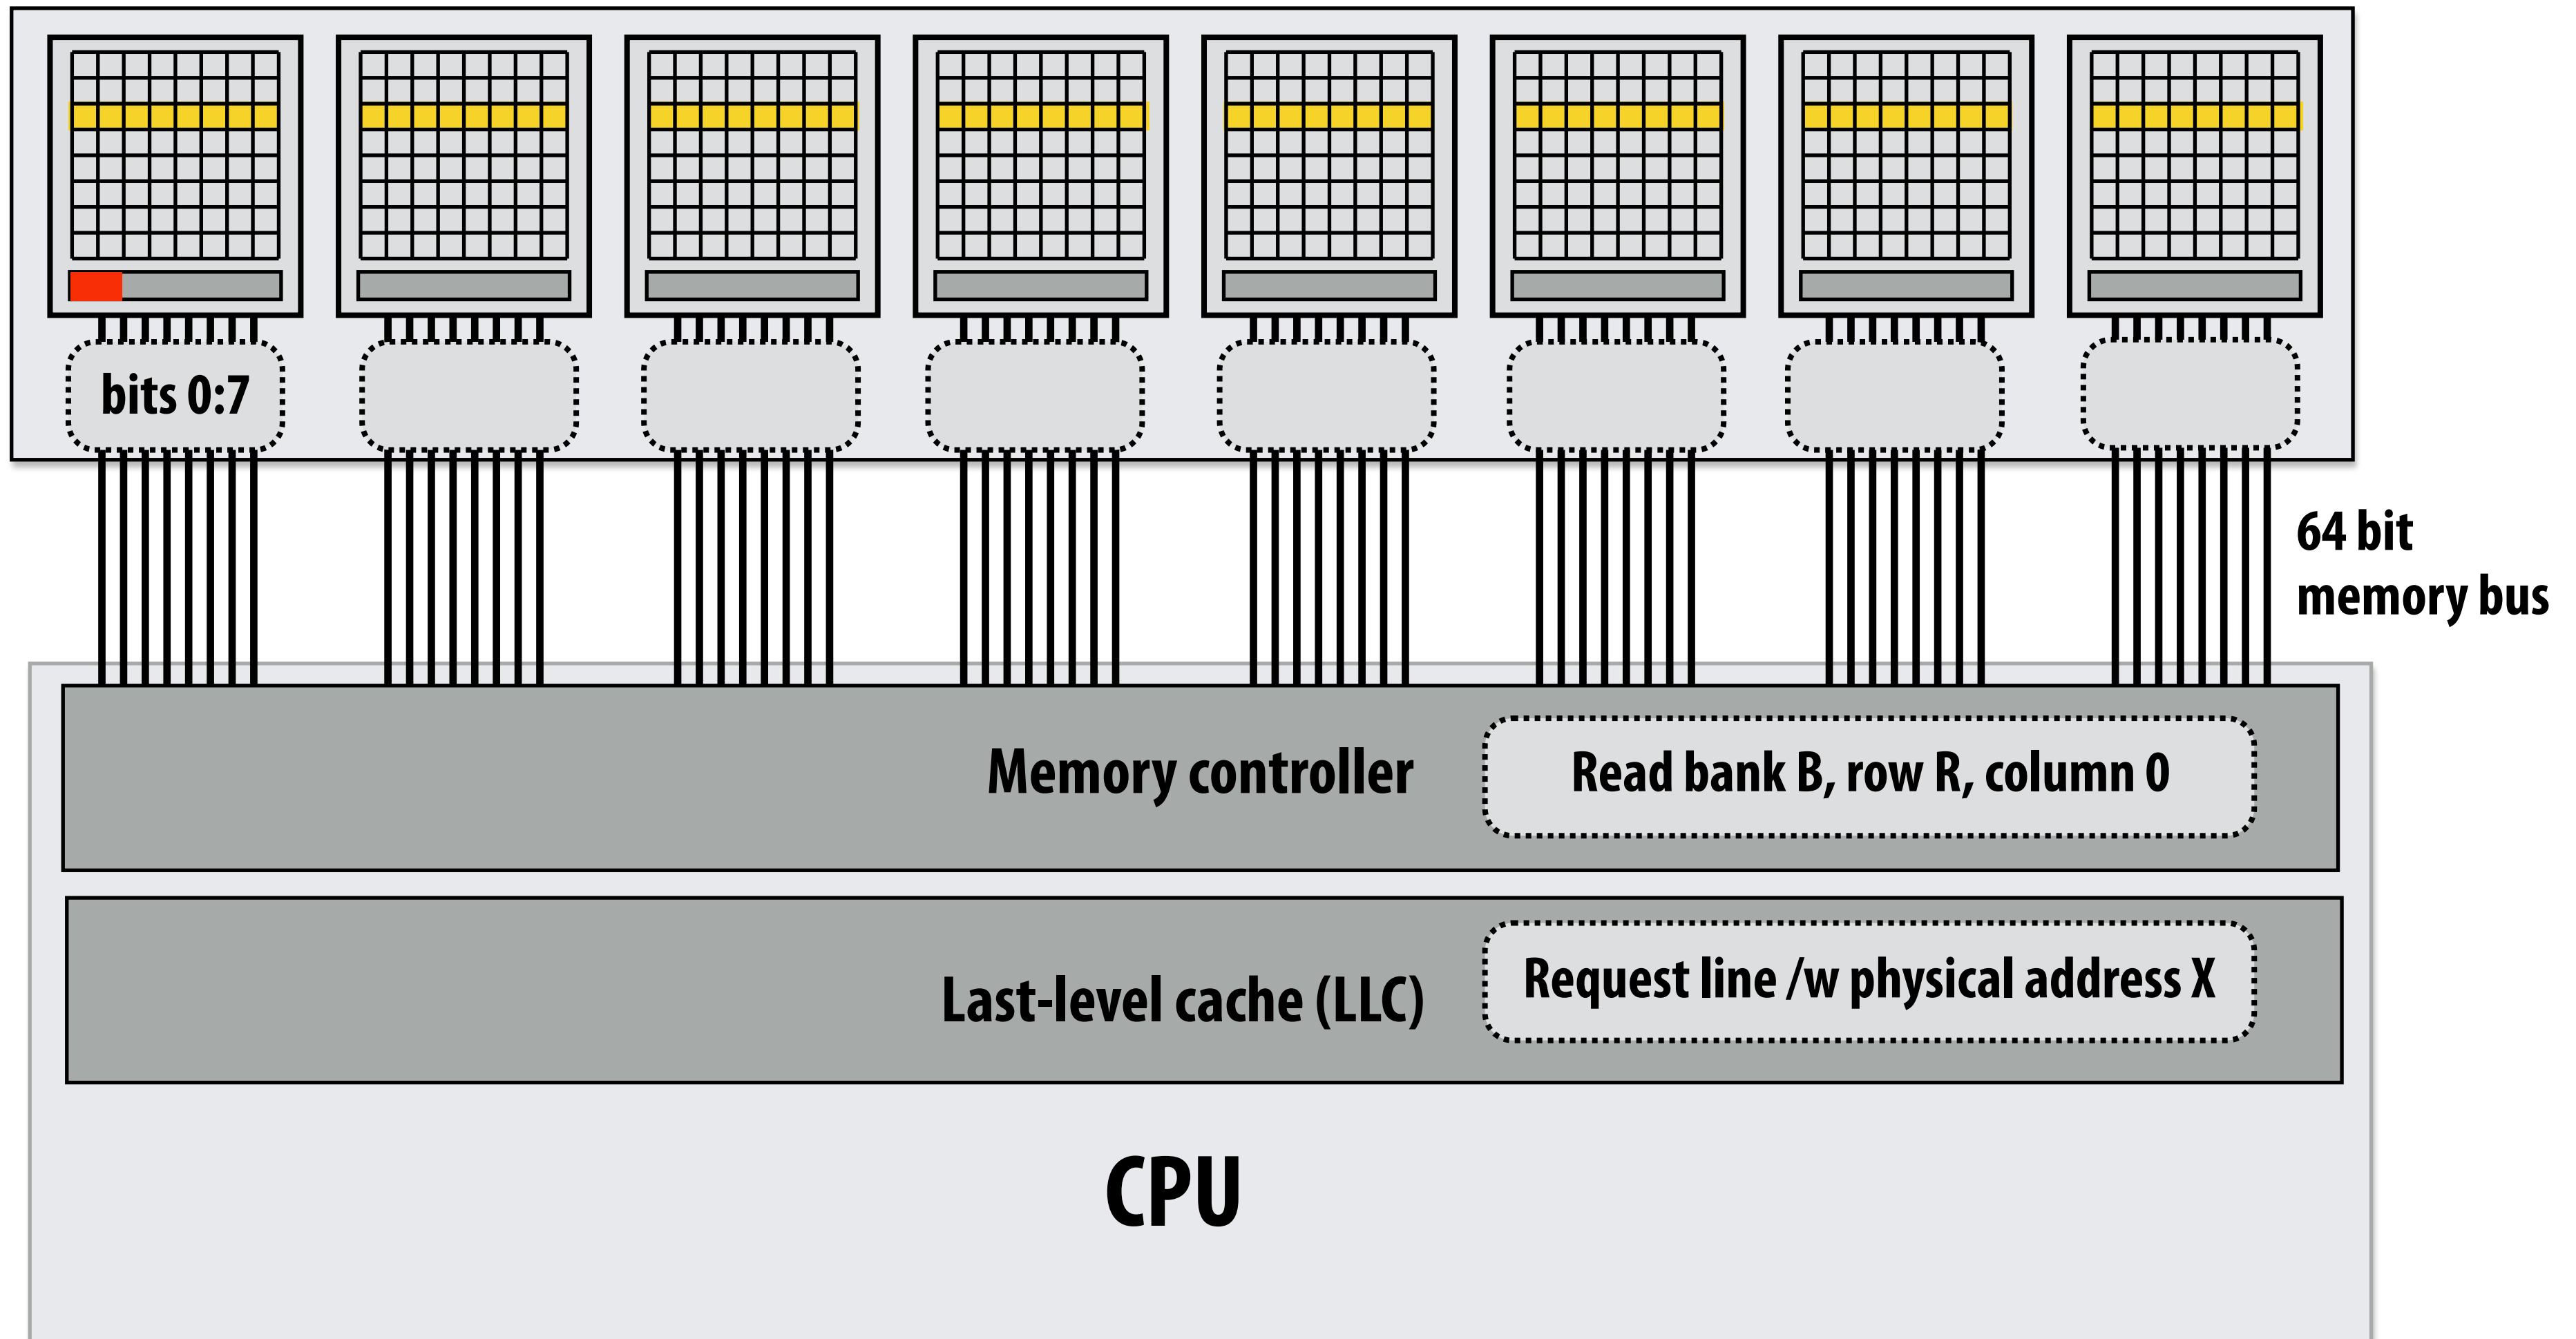 bits 0:7
64 bit
memory bus
Memory controller
Read bank B, row R, column 0
Last-level cache (LLC)
Request line /w physical address X
CPU